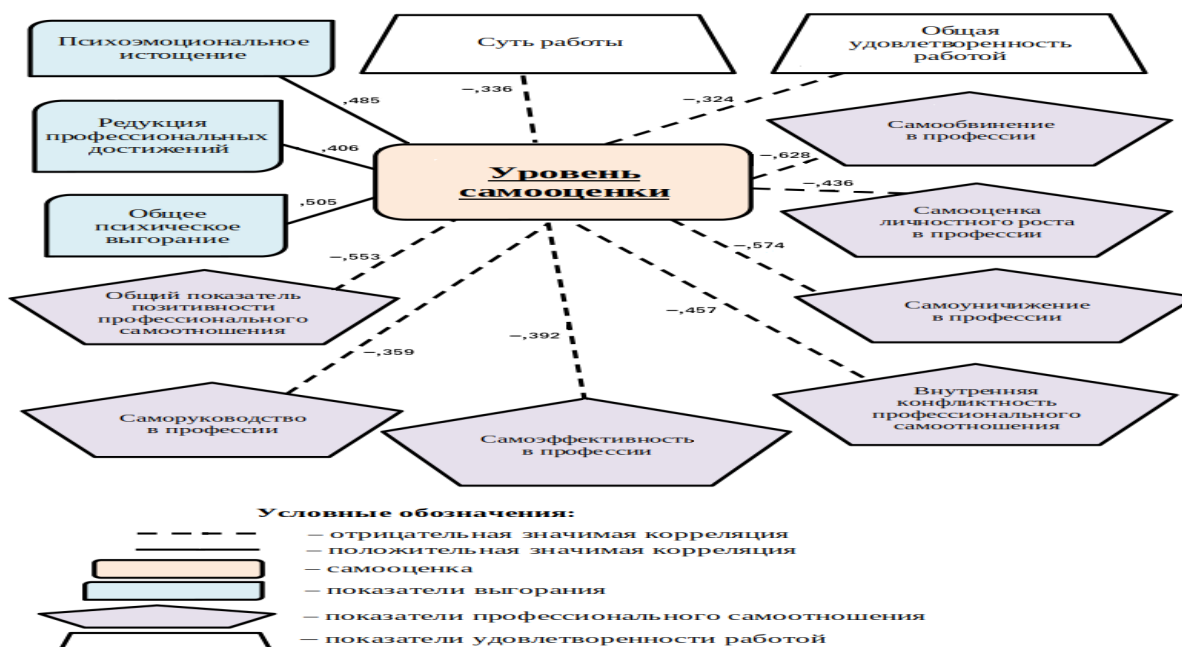 Психоэмоциональное
истощение
Суть работы
Общая
удовлетворенность
работой
–,336
–,324
,485
Редукция
профессиональных
достижений
,406
Самообвинение
в профессии
–,628
Уровень
самооценки
–,436
Общее
психическое
выгорание
,505
Самооценка
личностного роста
в профессии
–,553
–,574
Общий показатель
позитивности
профессионального
самоотношения
Самоуничижение
в профессии
–,457
–,392
–,359
Саморуководство
в профессии
Самоэффективность
в профессии
Внутренняя
конфликтность
профессионального
самоотношения
Условные обозначения:
– отрицательная значимая корреляция
– положительная значимая корреляция
– самооценка
– показатели выгорания
– показатели профессионального самоотношения
– показатели удовлетворенности работой